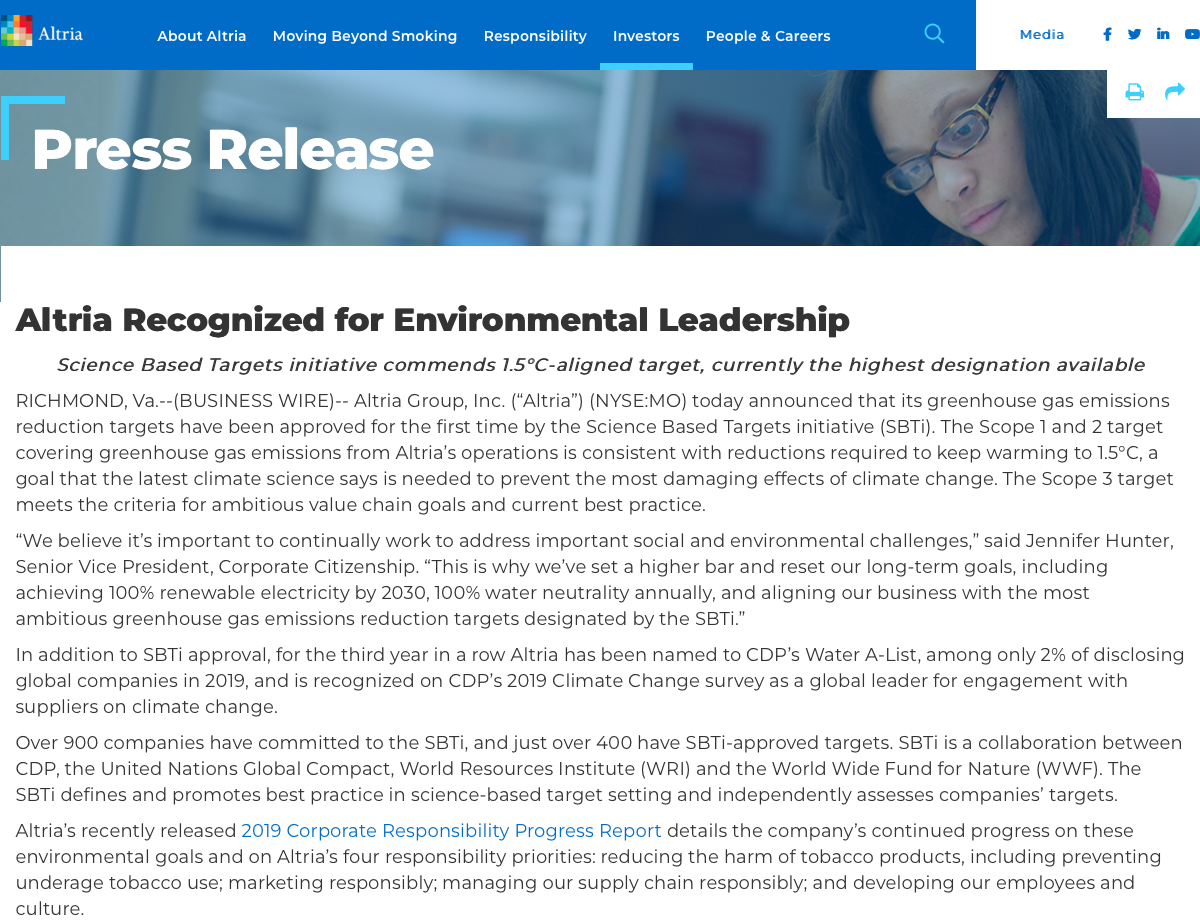 Altria
About Altria
Moving Beyond Smoking
Responsibility
Investors
People & Careers
Media
Press Release
Altria Recognized for Environmental Leadership
Science Based Targets initiative commends 1.5°C-aligned target, currently the highest designation available
RICHMOND, Va.--(BUSINESS WIRE)-- Altria Group, Inc. (“Altria”) (NYSE:MO) today announced that its greenhouse gas emissions
reduction targets have been approved for the first time by the Science Based Targets initiative (SBTi). The Scope 1 and 2 target
covering greenhouse gas emissions from Altria’s operations is consistent with reductions required to keep warming to 1.5°C, a
goal that the latest climate science says is needed to prevent the most damaging effects of climate change. The Scope 3 target
meets the criteria for ambitious value chain goals and current best practice.
“We believe it’s important to continually work to address important social and environmental challenges,” said Jennifer Hunter,
Senior Vice President, Corporate Citizenship. “This is why we’ve set a higher bar and reset our long-term goals, including
achieving 100% renewable electricity by 2030, 100% water neutrality annually, and aligning our business with the most
ambitious greenhouse gas emissions reduction targets designated by the SBTi.”
In addition to SBTi approval, for the third year in a row Altria has been named to CDP’s Water A-List, among only 2% of disclosing
global companies in 2019, and is recognized on CDP’s 2019 Climate Change survey as a global leader for engagement with
suppliers on climate change.
Over 900 companies have committed to the SBTi, and just over 400 have SBTi-approved targets. SBTi is a collaboration between
CDP, the United Nations Global Compact, World Resources Institute (WRI) and the World Wide Fund for Nature (WWF). The
SBTi defines and promotes best practice in science-based target setting and independently assesses companies’ targets.
Altria’s recently released 2019 Corporate Responsibility Progress Report details the company’s continued progress on these
environmental goals and on Altria’s four responsibility priorities: reducing the harm of tobacco products, including preventing
underage tobacco use; marketing responsibly; managing our supply chain responsibly; and developing our employees and
culture.